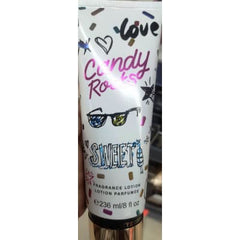 Love
Candy
Rocks
SWEET
FRAGRANCE LOTION
LOTION PARFUMÉE
e 236 ml/8 fl oz